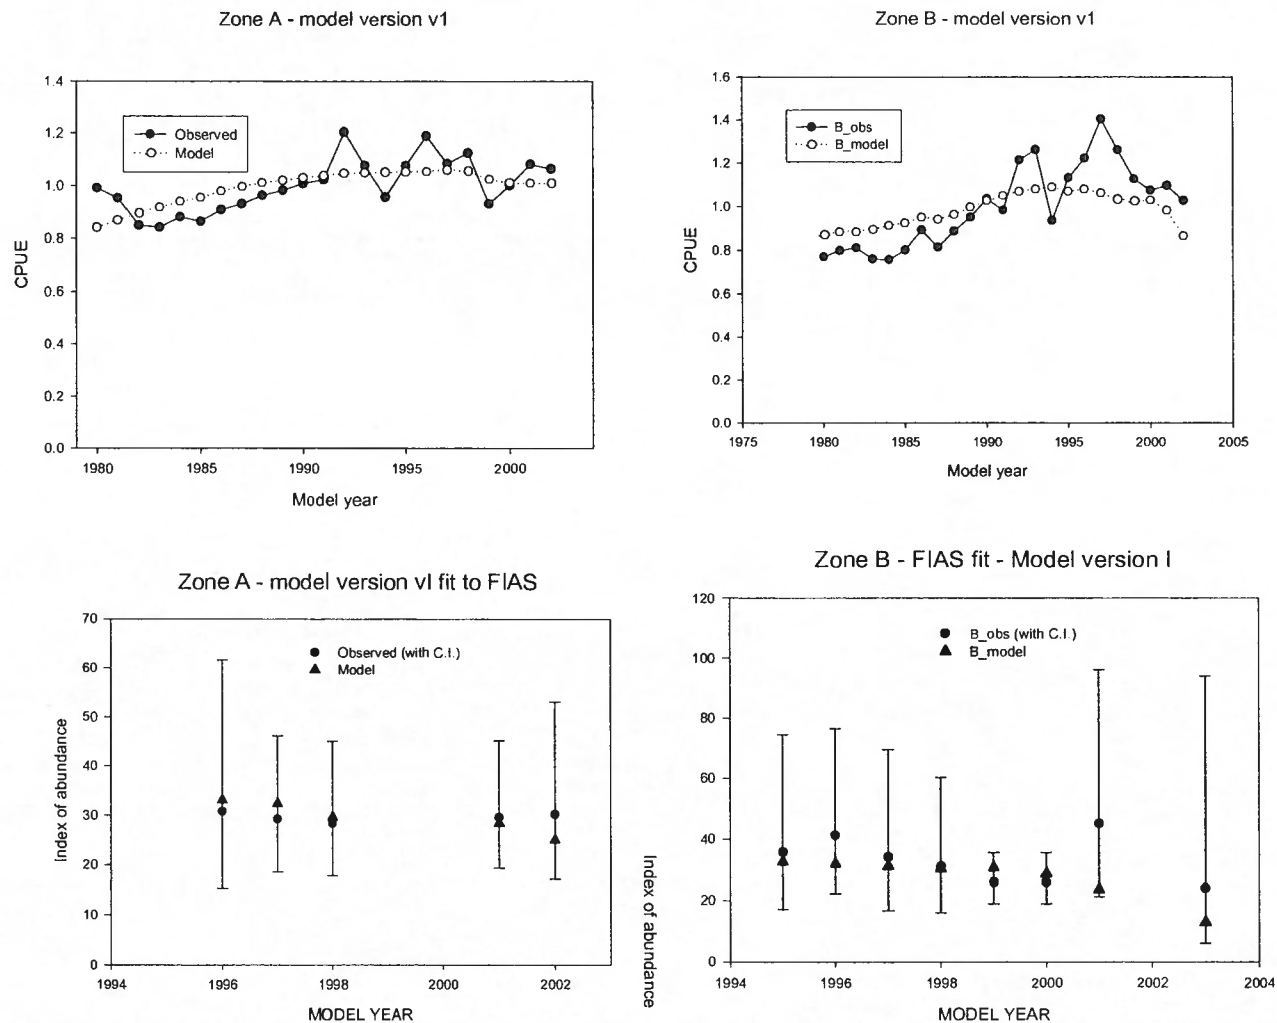 Zone A - model version v1
1.4
1.2
1.0
0.8
0.6
0.4
0.2
0.0
CPUE
Observed
Model
1980
1985
1990
1995
2000
Model year
Zone B - model version v1
1.6
1.4
1.2
1.0
0.8
0.6
0.4
0.2
0.0
CPUE
B_obs
B_model
1975
1980
1985
1990
1995
2000
2005
Model year
Zone A - model version vI fit to FIAS
70
60
50
40
30
20
10
0
Index of abundance
Observed (with C.I.)
Model
1994
1996
1998
2000
2002
MODEL YEAR
Zone B - FIAS fit - Model version I
120
100
80
60
40
20
0
Index of abundance
B_obs (with C.I.)
B_model
1994
1996
1998
2000
2002
2004
MODEL YEAR